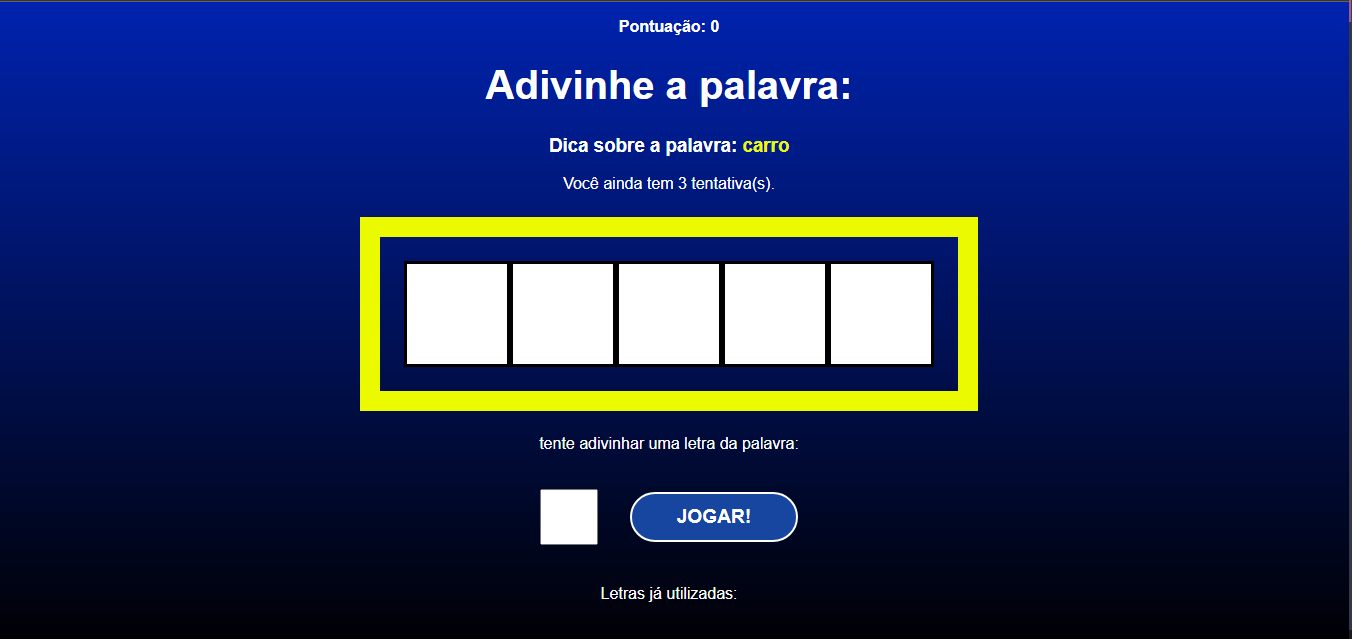 Pontuação: 0
Adivinhe a palavra:
Dica sobre a palavra: carro
Você ainda tem 3 tentativa(s).
tente adivinhar uma letra da palavra:
JOGAR!
Letras já utilizadas: